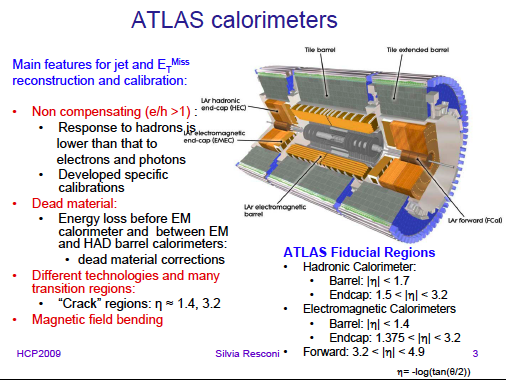 ATLAS calorimeters
Main features for jet and ET^Miss
reconstruction and calibration:
• Non compensating (e/h >1) :
• Response to hadrons is
lower than that to
electrons and photons
• Developed specific
calibrations
• Dead material:
• Energy loss before EM
calorimeter and between EM
and HAD barrel calorimeters:
• dead material corrections
• Different technologies and many
transition regions:
• “Crack” regions: η ≈ 1.4, 3.2
• Magnetic field bending
Tile barrel
Tile extended barrel
LAr hadronic
end-cap (HEC)
LAr electromagnetic
end-cap (EMEC)
LAr electromagnetic
barrel
LAr forward (FCal)
ATLAS Fiducial Regions
• Hadronic Calorimeter:
• Barrel: |η| < 1.7
• Endcap: 1.5 < |η| < 3.2
• Electromagnetic Calorimeters
• Barrel: |η| < 1.4
• Endcap: 1.375 < |η| < 3.2
• Forward: 3.2 < |η| < 4.9
HCP2009
Silvia Resconi
3
η= -log(tan(θ/2))